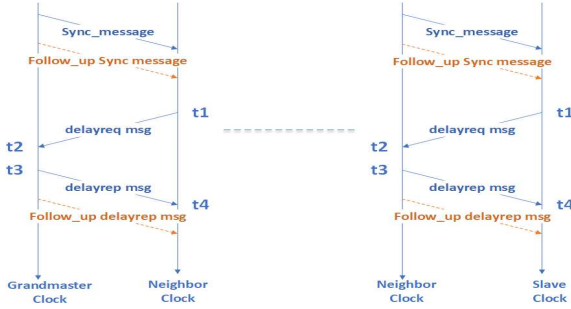 Sync_message
Follow_up Sync message
t1
delayreq msg
t2
t3
delayrep msg
t4
Follow_up delayrep msg
Grandmaster
Clock
Neighbor
Clock
Sync_message
Follow_up Sync message
t1
delayreq msg
t2
t3
delayrep msg
t4
Follow_up delayrep msg
Neighbor
Clock
Slave
Clock